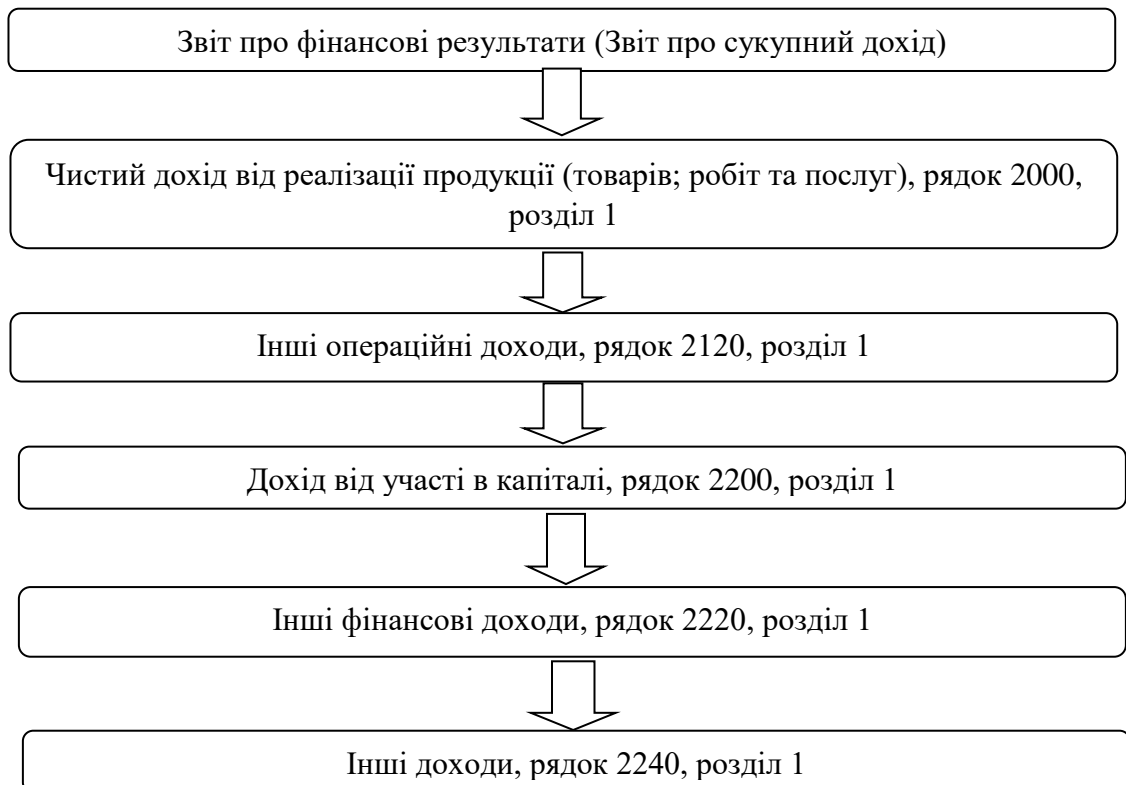 Звіт про фінансові результати (Звіт про сукупний дохід)
Чистий дохід від реалізації продукції (товарів; робіт та послуг), рядок 2000,
розділ 1
Інші операційні доходи, рядок 2120, розділ 1
Дохід від участі в капіталі, рядок 2200, розділ 1
Інші фінансові доходи, рядок 2220, розділ 1
Інші доходи, рядок 2240, розділ 1